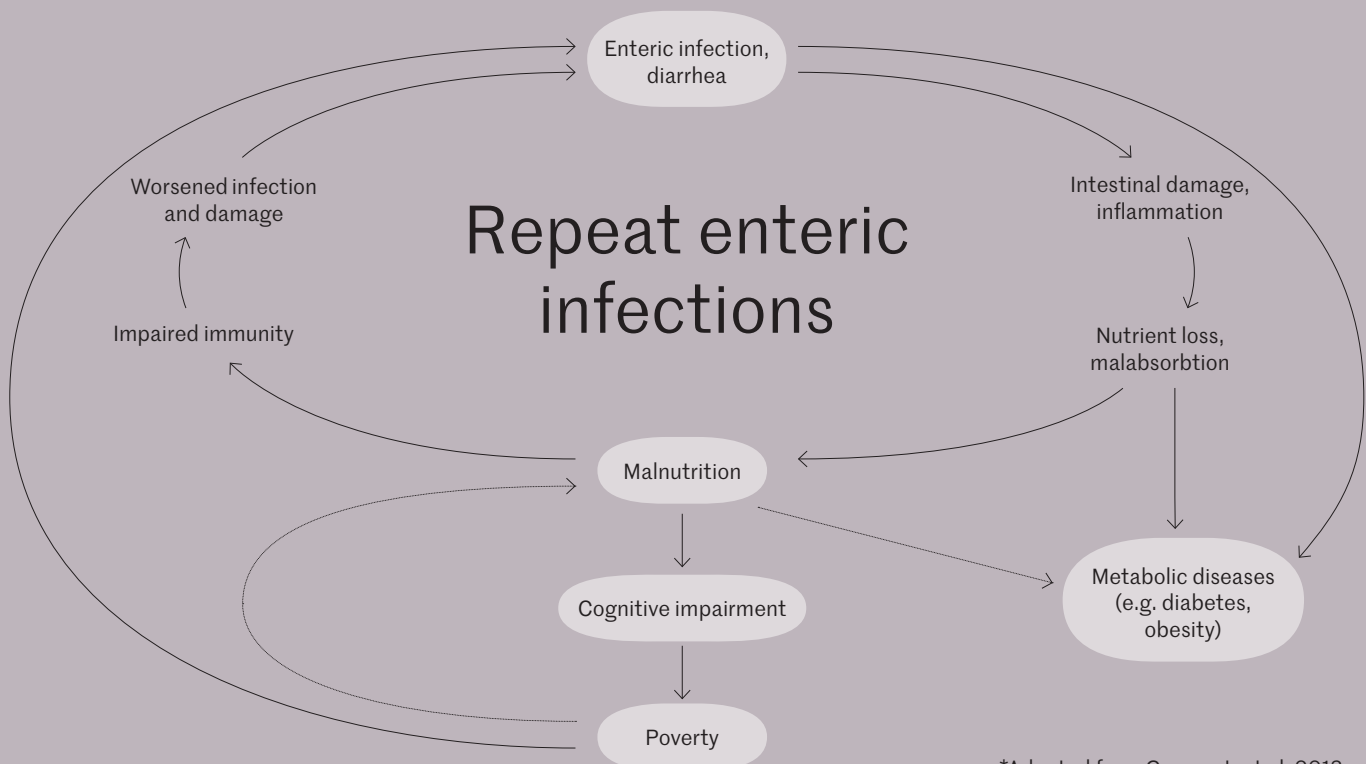 Enteric infection,
diarrhea
Worsened infection
and damage
Intestinal damage,
inflammation
Repeat enteric
infections
Impaired immunity
Nutrient loss,
malabsorbtion
Malnutrition
Metabolic diseases
(e.g. diabetes,
obesity)
Cognitive impairment
Poverty